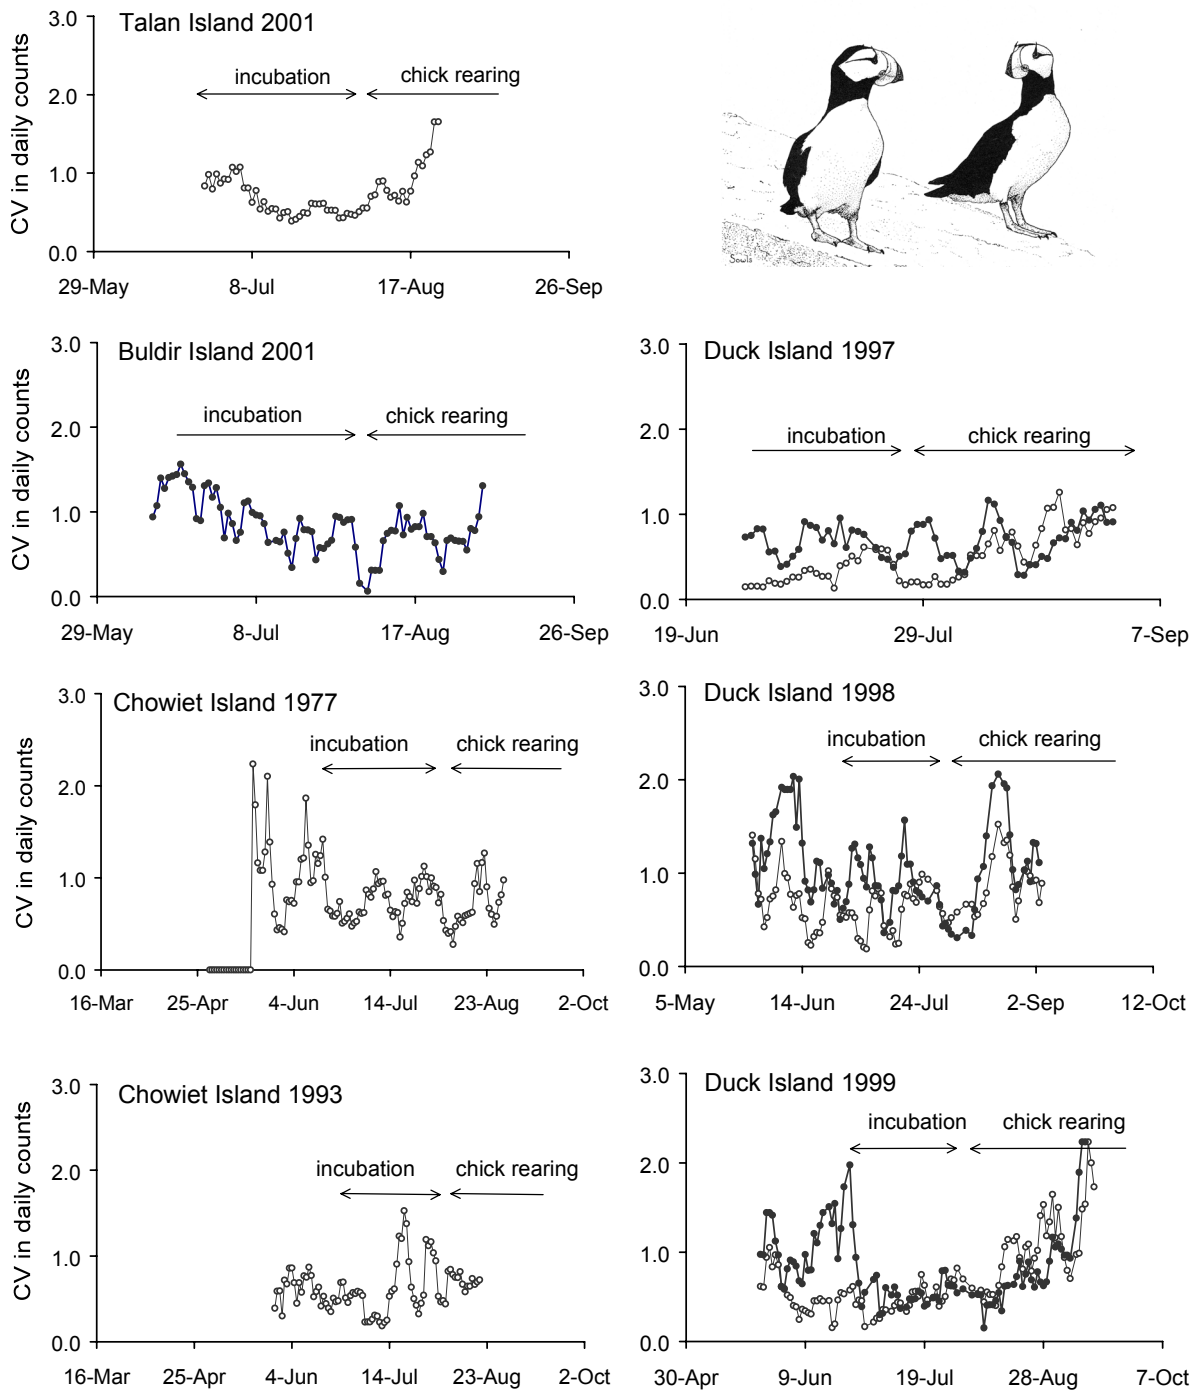 Talan Island 2001
CV in daily counts
3.0
2.0
1.0
0.0
incubation
chick rearing
29-May 8-Jul 17-Aug 26-Sep
Sowls
Buldir Island 2001
CV in daily counts
3.0
2.0
1.0
0.0
incubation
chick rearing
29-May 8-Jul 17-Aug 26-Sep
Duck Island 1997
3.0
2.0
1.0
0.0
incubation
chick rearing
19-Jun 29-Jul 7-Sep
Chowiet Island 1977
CV in daily counts
3.0
2.0
1.0
0.0
incubation
chick rearing
16-Mar 25-Apr 4-Jun 14-Jul 23-Aug 2-Oct
Duck Island 1998
3.0
2.0
1.0
0.0
incubation
chick rearing
5-May 14-Jun 24-Jul 2-Sep 12-Oct
Chowiet Island 1993
CV in daily counts
3.0
2.0
1.0
0.0
incubation
chick rearing
16-Mar 25-Apr 4-Jun 14-Jul 23-Aug 2-Oct
Duck Island 1999
3.0
2.0
1.0
0.0
incubation
chick rearing
30-Apr 9-Jun 19-Jul 28-Aug 7-Oct